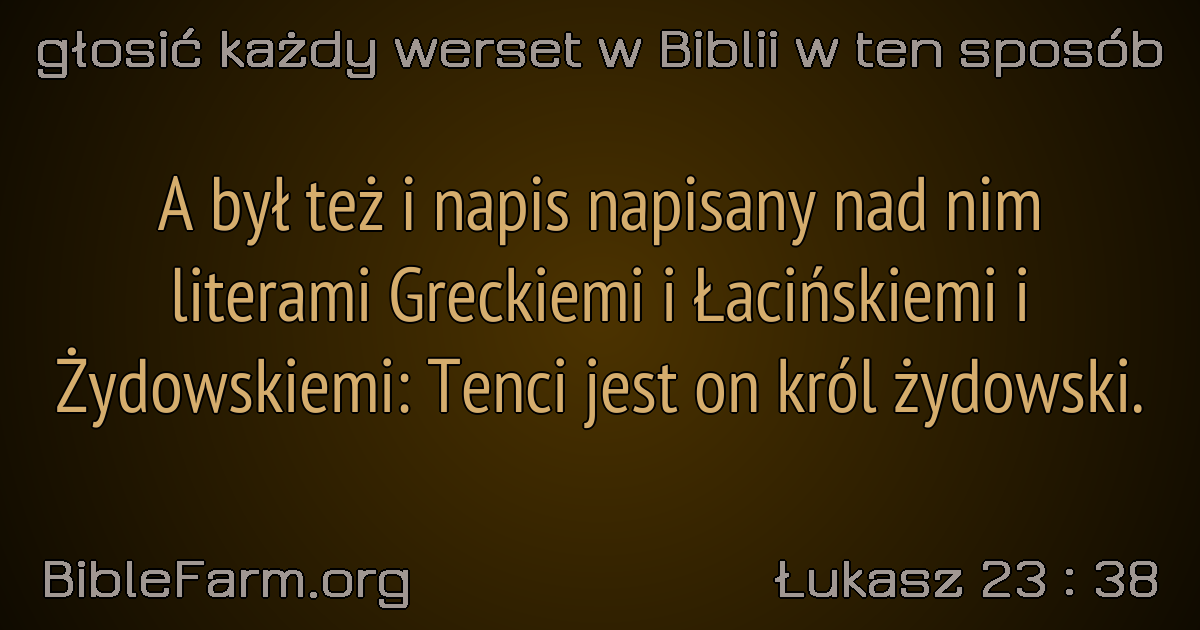 głosić każdy werset w Biblii w ten sposób
A był też i napis napisany nad nim
literami Greckiemi i Łacińskiemi i
Żydowskiemi: Tenci jest on król żydowski.
BibleFarm.org
Łukasz 23 : 38